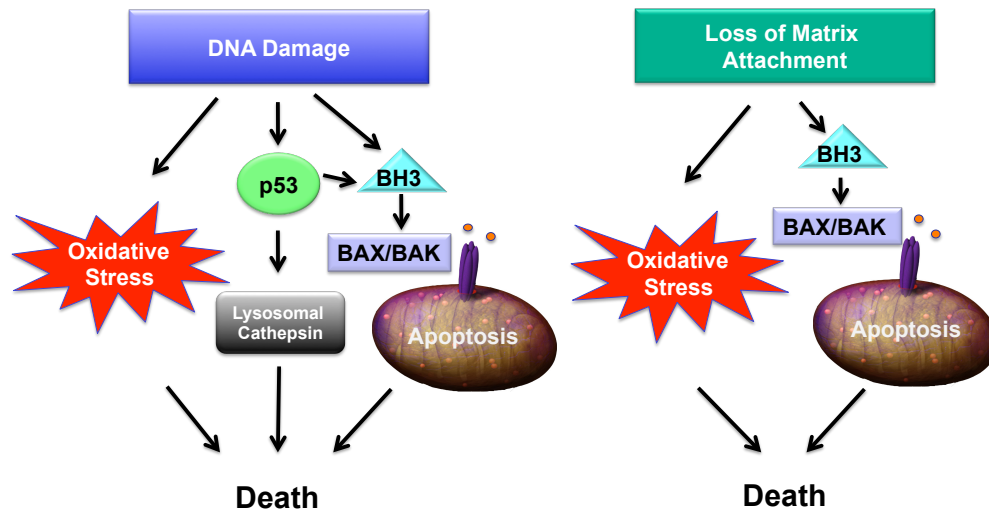 DNA Damage
p53
BH3
BAX/BAK
Oxidative
Stress
Lysosomal
Cathepsin
Apoptosis
Death
Loss of Matrix
Attachment
BH3
BAX/BAK
Oxidative
Stress
Apoptosis
Death